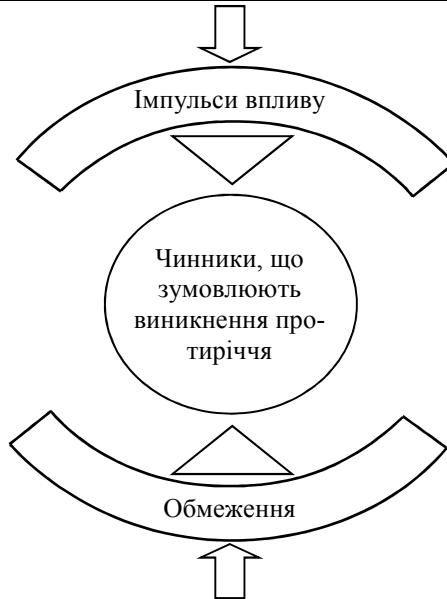 Імпульси впливу
Чинники, що
зумовлюють
виникнення про-
тиріччя
Обмеження